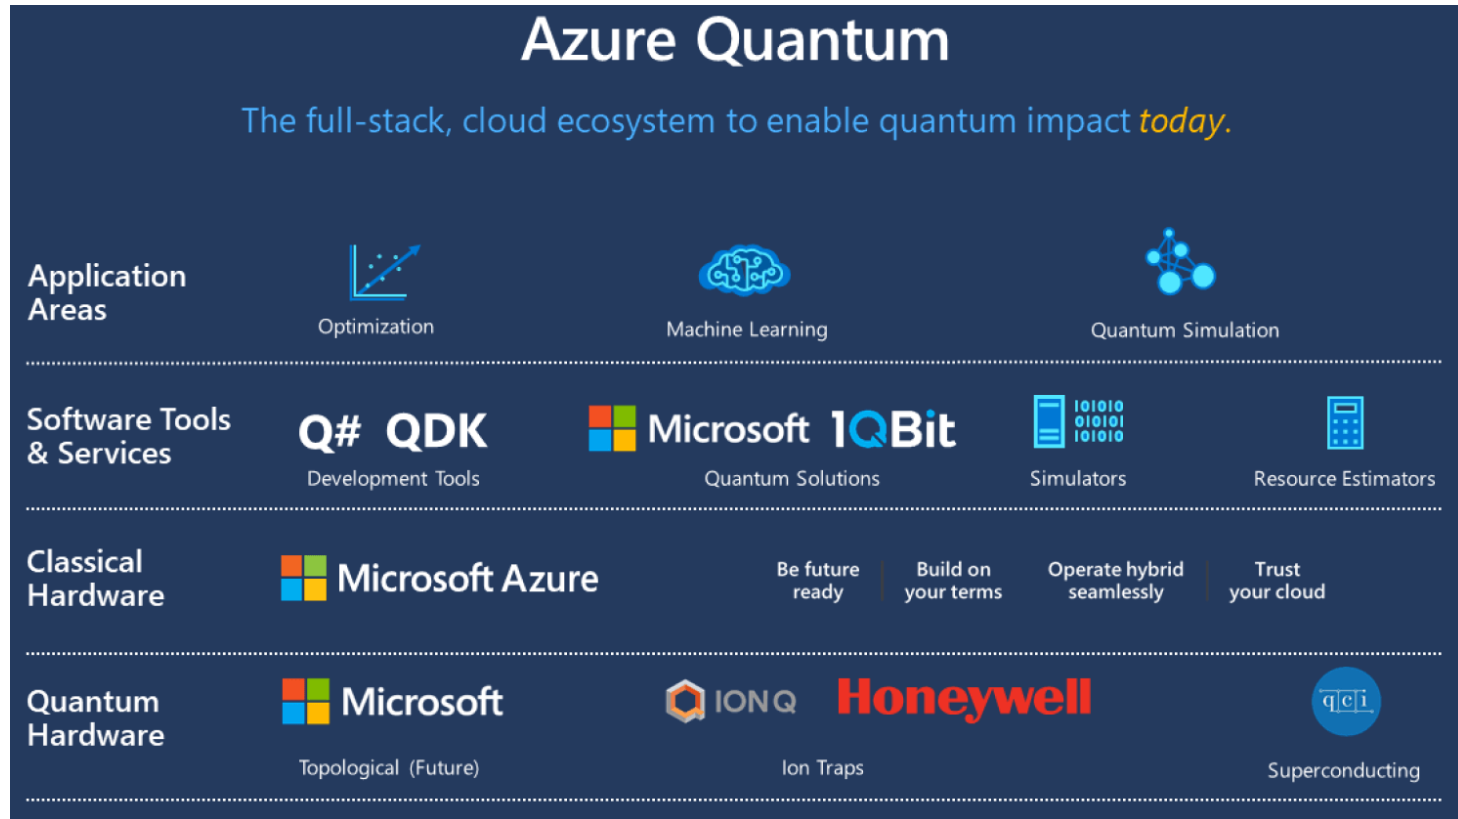 Azure Quantum
The full-stack, cloud ecosystem to enable quantum impact today.
Application
Areas
Optimization
Machine Learning
Quantum Simulation
Software Tools
& Services
Q# QDK
Development Tools
Microsoft 1QBit
Quantum Solutions
101010
010101
101010
Simulators
Resource Estimators
Classical
Hardware
Microsoft Azure
Be future
ready
Build on
your terms
Operate hybrid
seamlessly
Trust
your cloud
Quantum
Hardware
Microsoft
Topological (Future)
IONQ Honeywell
Ion Traps
qci
Superconducting